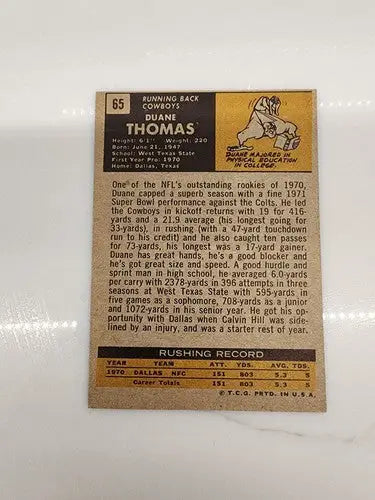 65
RUNNING BACK
COWBOYS
DUANE
THOMAS
Height: 6'1" Weight: 220
Born: June 21, 1947
School: West Texas State
First Year Pro: 1970
Home: Dallas, Texas
DUANE MAJORED IN
PHYSICAL EDUCATION
IN COLLEGE.
One of the NFL's outstanding rookies of 1970,
Duane capped a superb season with a fine 1971
Super Bowl performance against the Colts. He led
the Cowboys in kickoff returns with 19 for 416-
yards and a 21.9 average (his longest going for
33-yards), in rushing (with a 47-yard touchdown
run to his credit) and he also caught ten passes
for 73-yards, his longest was a 17-yard gainer.
Duane has great hands, he's a good blocker and
he's got great size and speed. A good hurdle and
sprint man in high school, he averaged 6.0-yards
per carry with 2378-yards in 396 attempts in three
seasons at West Texas State with 595-yards in
five games as a sophomore, 708-yards as a junior
and 1072-yards in his senior year. He got his op-
portunity with Dallas when Calvin Hill was side-
lined by an injury, and was a starter rest of year.
RUSHING RECORD
YEAR ATT. YDS. AVG. TDS
1970 DALLAS NFC 151 803 5.3 5
Career Totals 151 803 5.3 5
© T.C.G. PRTD. IN U.S.A.